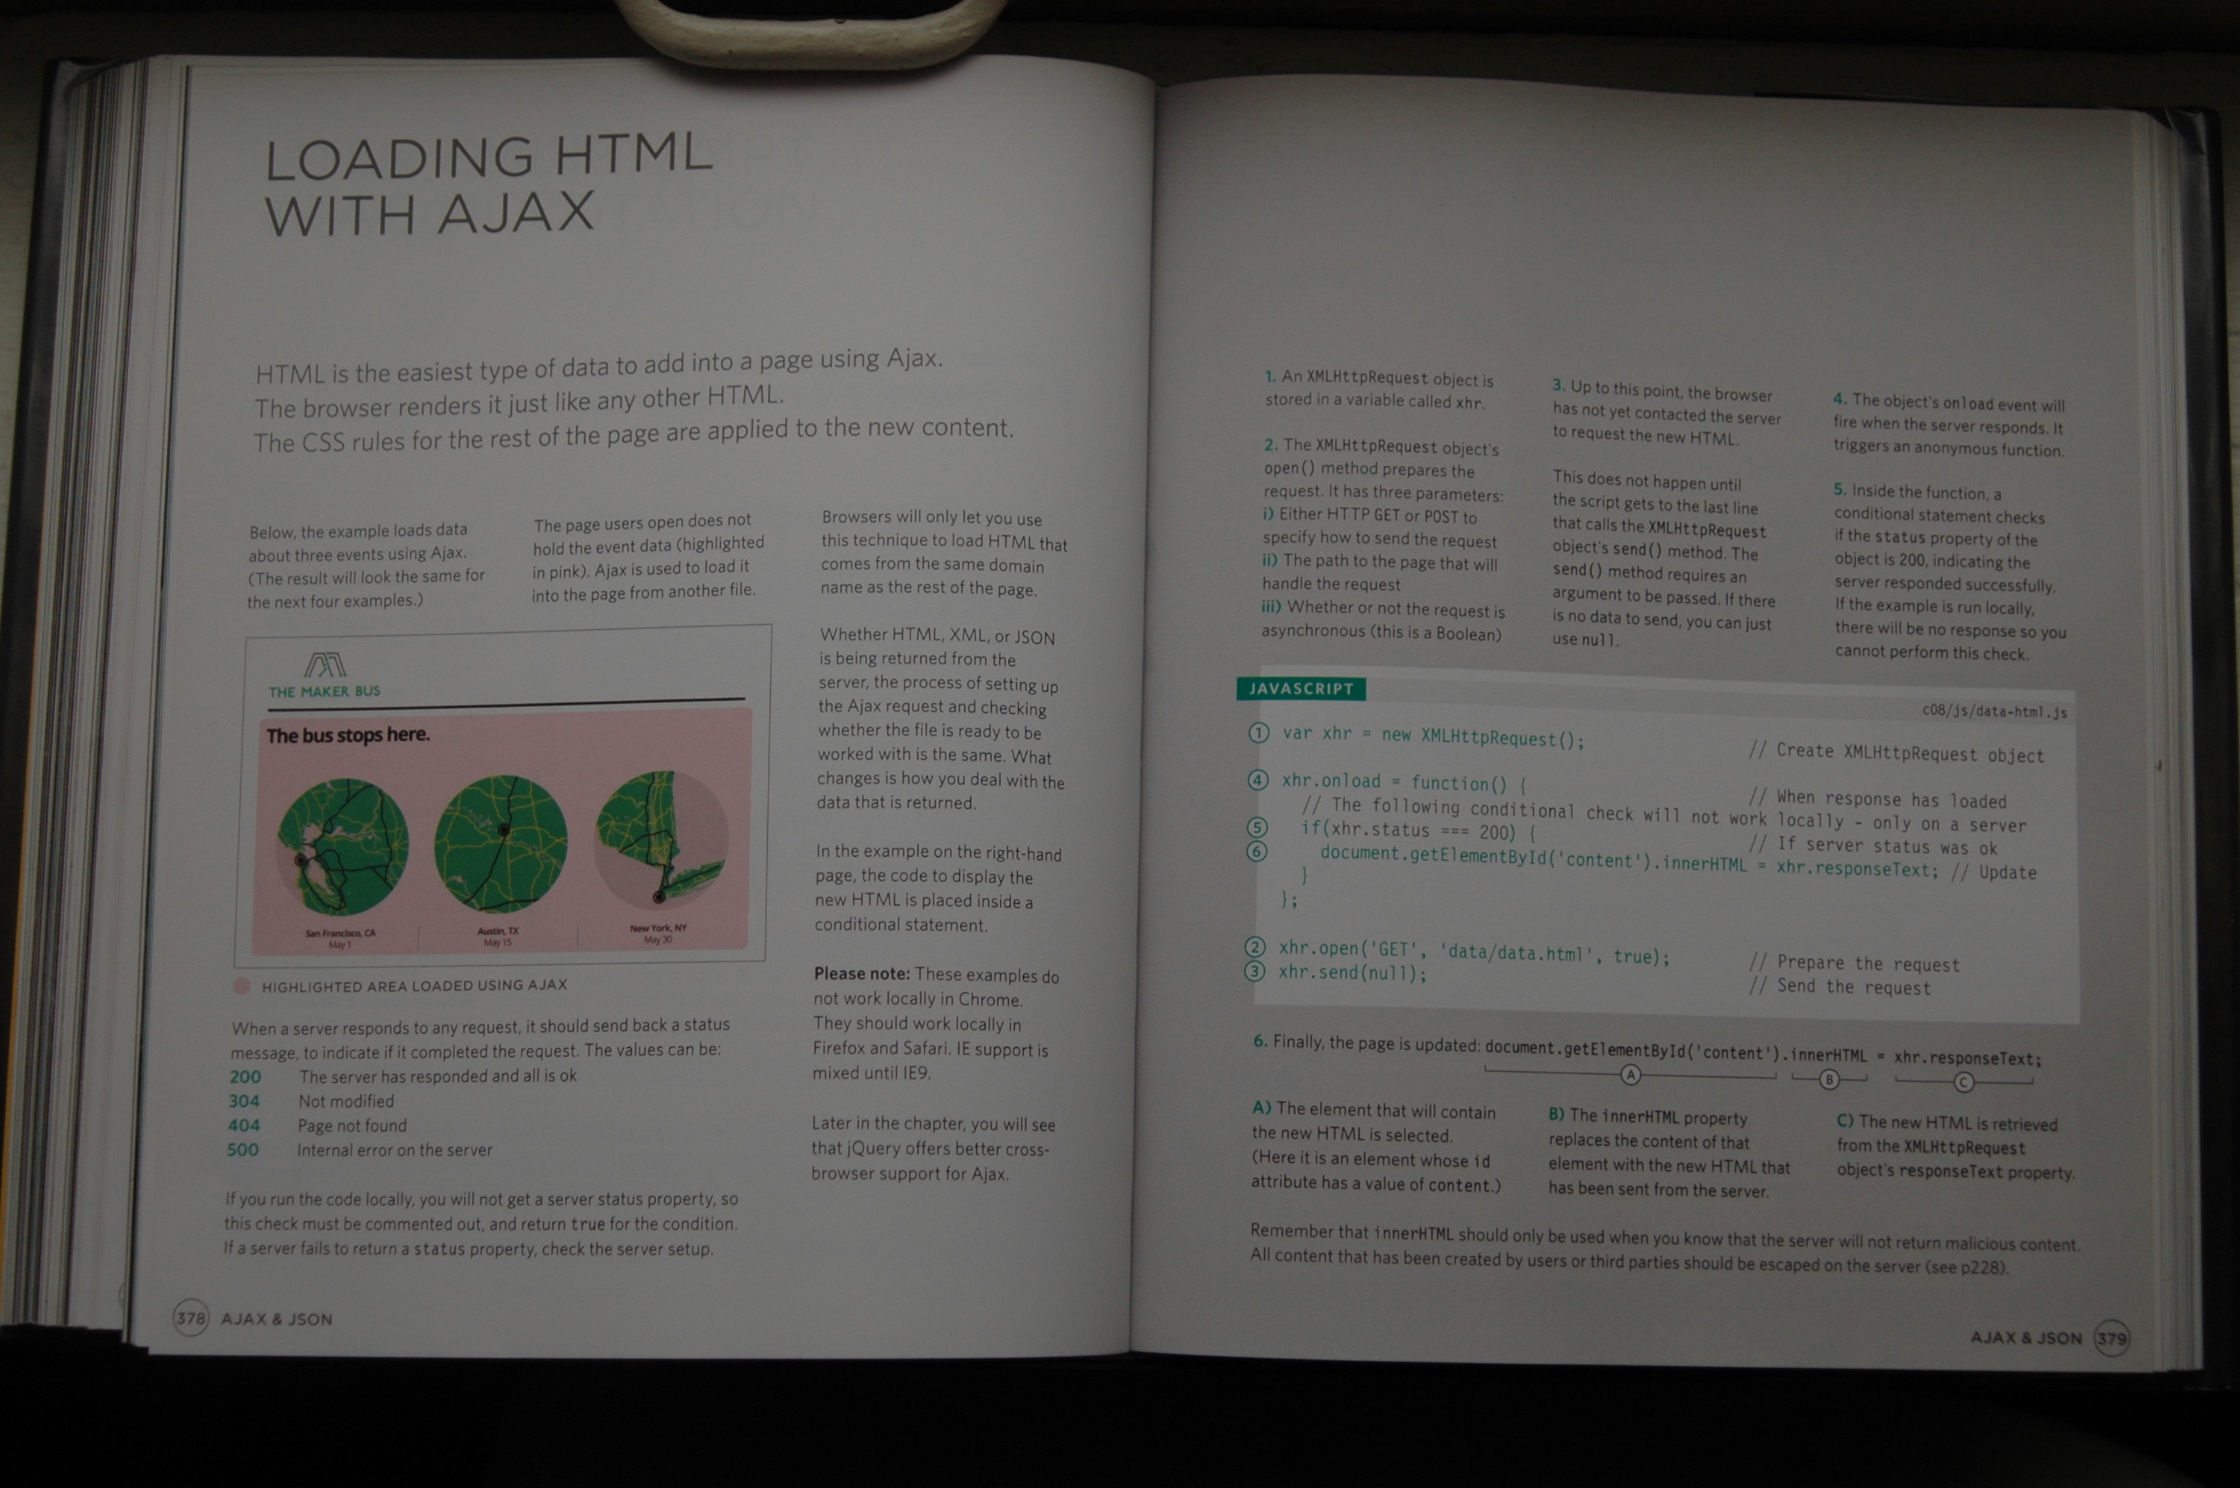 LOADING HTML
WITH AJAX
HTML is the easiest type of data to add into a page using Ajax.
The browser renders it just like any other HTML.
The CSS rules for the rest of the page are applied to the new content.
Below, the example loads data
about three events using Ajax.
(The result will look the same for
the next four examples.)
The page users open does not
hold the event data (highlighted
in pink). Ajax is used to load it
into the page from another file.
THE MAKER BUS
The bus stops here.
San Francisco, CA
May 1
Austin, TX
May 15
New York, NY
May 30
HIGHLIGHTED AREA LOADED USING AJAX
When a server responds to any request, it should send back a status
message, to indicate if it completed the request. The values can be:
200 The server has responded and all is ok
304 Not modified
404 Page not found
500 Internal error on the server
If you run the code locally, you will not get a server status property, so
this check must be commented out, and return true for the condition.
If a server fails to return a status property, check the server setup.
Browsers will only let you use
this technique to load HTML that
comes from the same domain
name as the rest of the page.
Whether HTML, XML, or JSON
is being returned from the
server, the process of setting up
the Ajax request and checking
whether the file is ready to be
worked with is the same. What
changes is how you deal with the
data that is returned.
In the example on the right-hand
page, the code to display the
new HTML is placed inside a
conditional statement.
Please note: These examples do
not work locally in Chrome.
They should work locally in
Firefox and Safari. IE support is
mixed until IE9.
Later in the chapter, you will see
that jQuery offers better cross-
browser support for Ajax.
378 AJAX & JSON
1. An XMLHttpRequest object is
stored in a variable called xhr.
2. The XMLHttpRequest object's
open() method prepares the
request. It has three parameters:
i) Either HTTP GET or POST to
specify how to send the request
ii) The path to the page that will
handle the request
iii) Whether or not the request is
asynchronous (this is a Boolean)
3. Up to this point, the browser
has not yet contacted the server
to request the new HTML.
This does not happen until
the script gets to the last line
that calls the XMLHttpRequest
object's send() method. The
send() method requires an
argument to be passed. If there
is no data to send, you can just
use null.
4. The object's onload event will
fire when the server responds. It
triggers an anonymous function.
5. Inside the function, a
conditional statement checks
if the status property of the
object is 200, indicating the
server responded successfully.
If the example is run locally,
there will be no response so you
cannot perform this check.
JAVASCRIPT
c08/js/data-html.js
1 var xhr = new XMLHttpRequest(); // Create XMLHttpRequest object
4 xhr.onload = function() { // When response has loaded
// The following conditional check will not work locally - only on a server
5 if(xhr.status === 200) { // If server status was ok
6 document.getElementById('content').innerHTML = xhr.responseText; // Update
}
};
2 xhr.open('GET', 'data/data.html', true); // Prepare the request
3 xhr.send(null); // Send the request
6. Finally, the page is updated: document.getElementById('content').innerHTML = xhr.responseText;
A B C
A) The element that will contain
the new HTML is selected.
(Here it is an element whose id
attribute has a value of content.)
B) The innerHTML property
replaces the content of that
element with the new HTML that
has been sent from the server.
C) The new HTML is retrieved
from the XMLHttpRequest
object's responseText property.
Remember that innerHTML should only be used when you know that the server will not return malicious content.
All content that has been created by users or third parties should be escaped on the server (see p228).
AJAX & JSON 379